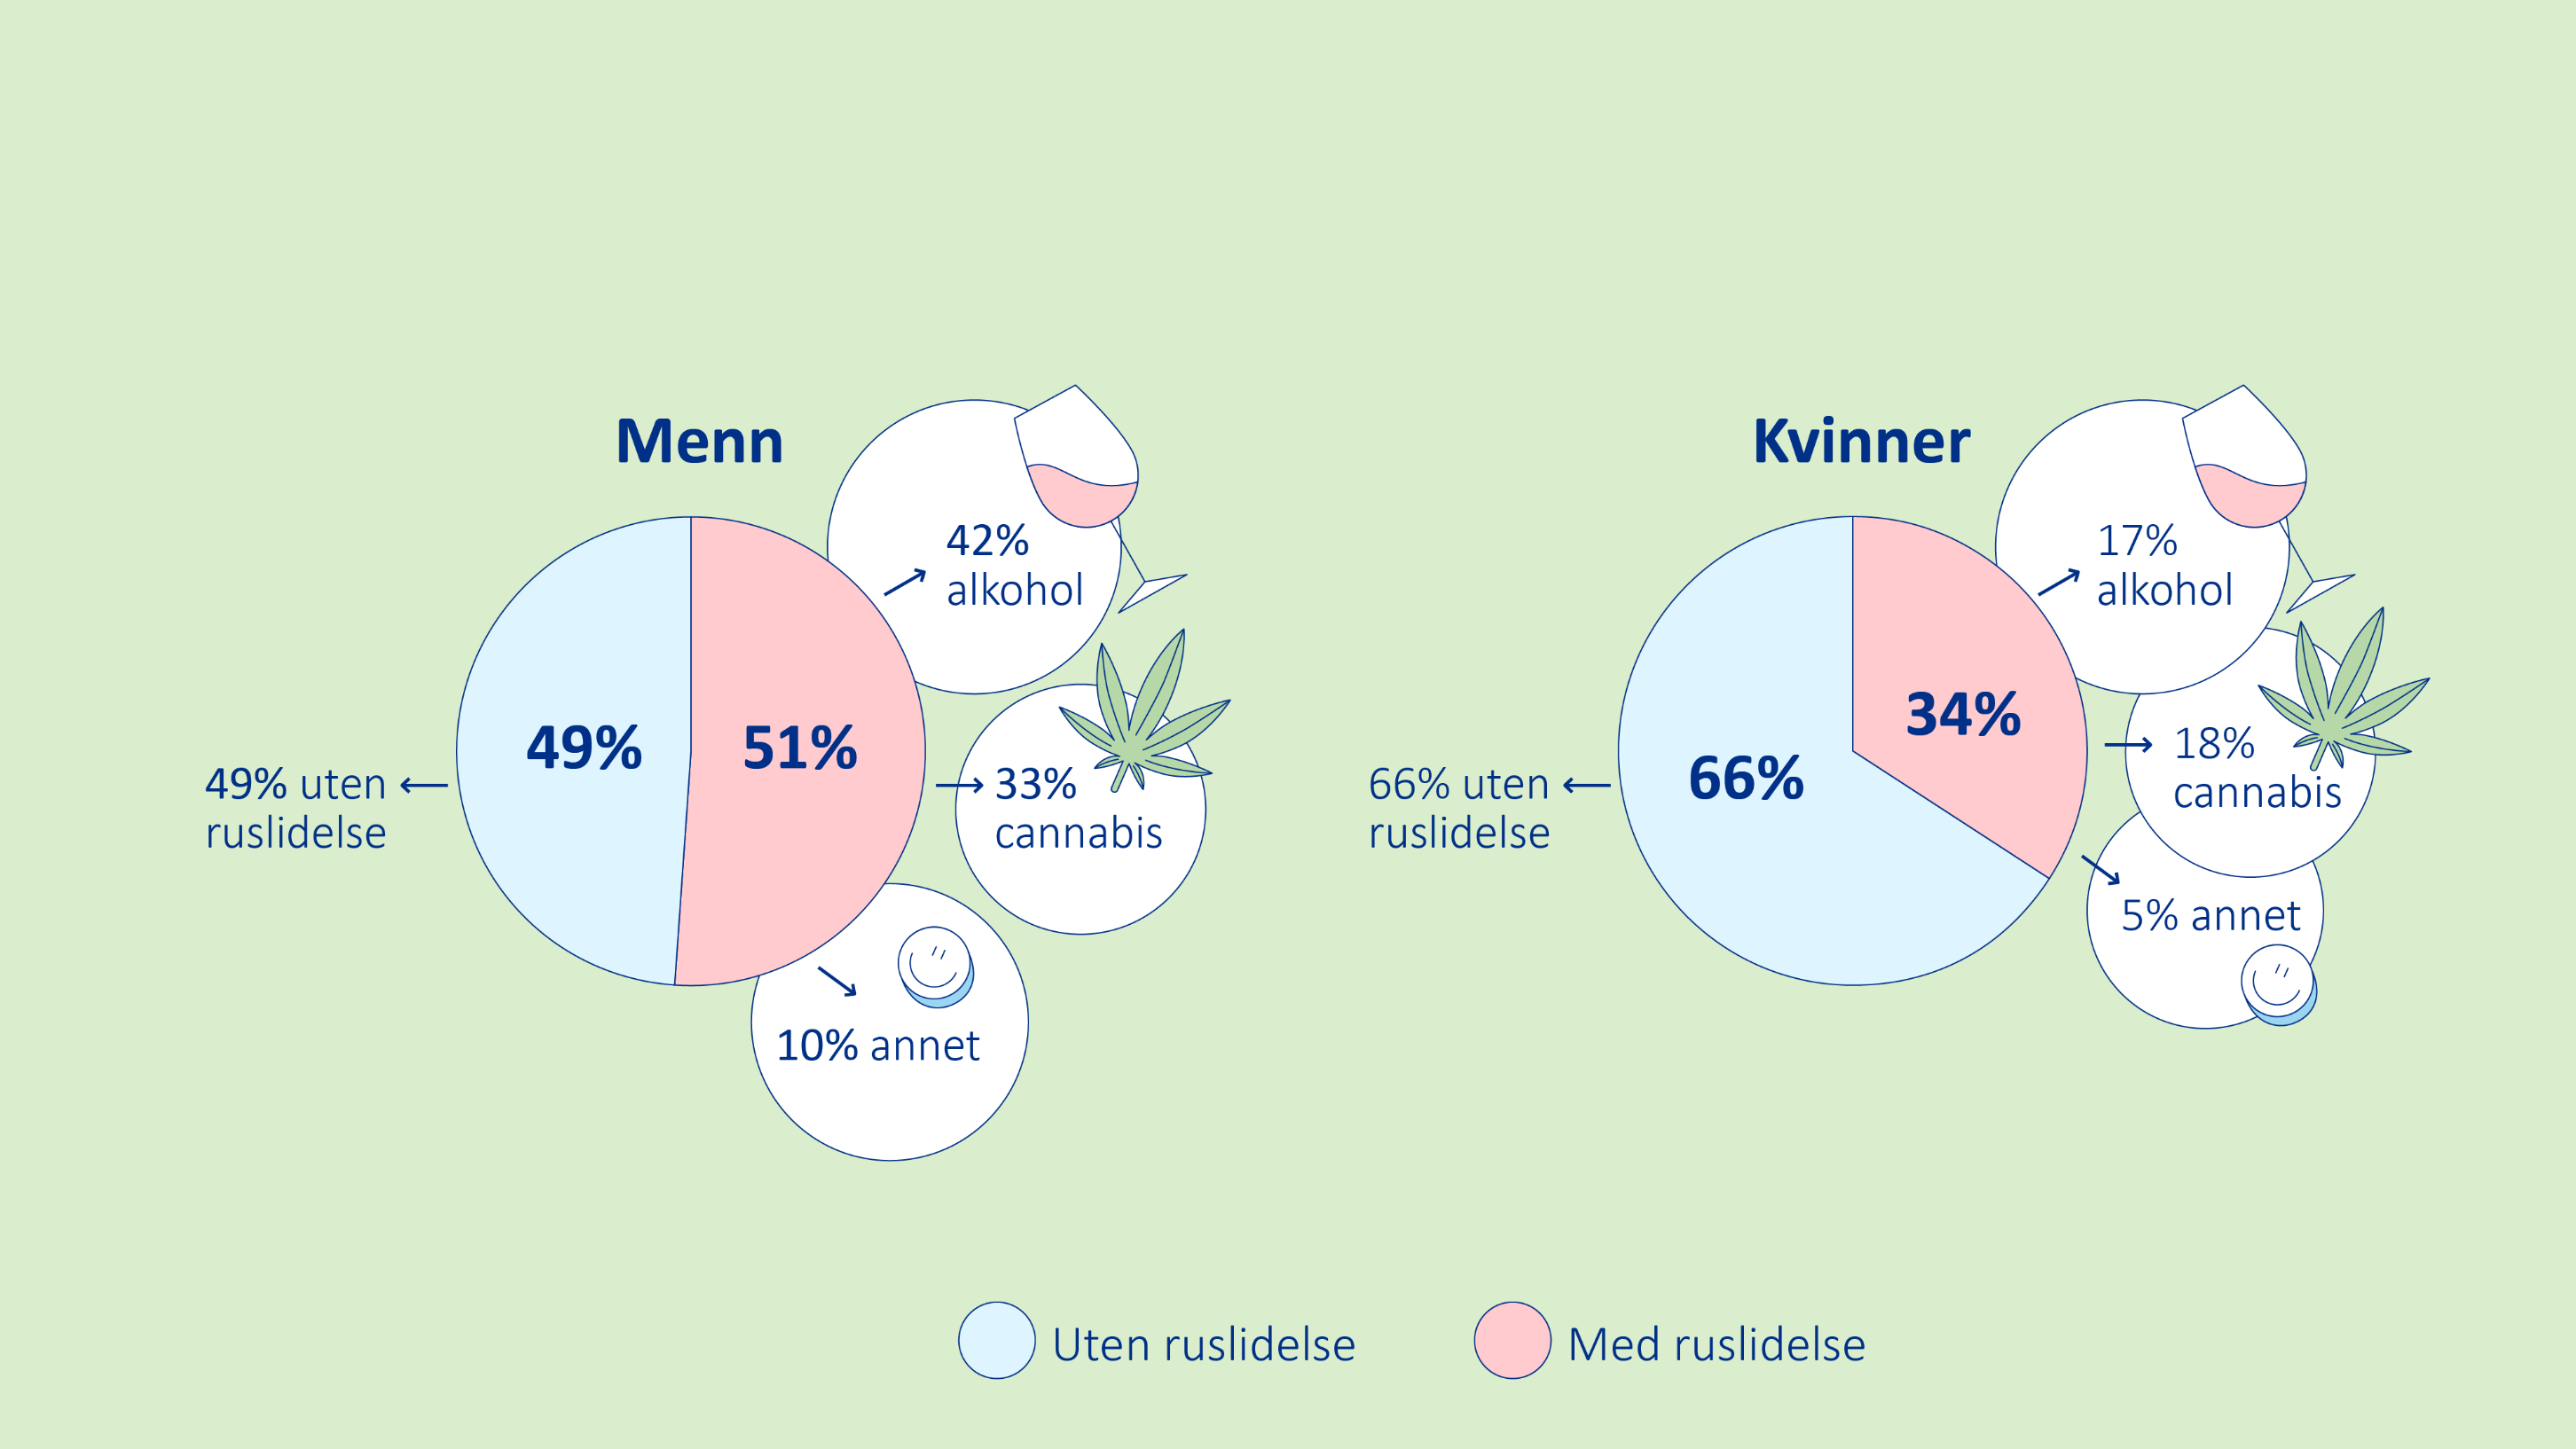 Menn
42%
alkohol
49%
51%
49% uten
ruslidelse
33%
cannabis
10% annet
Kvinner
17%
alkohol
34%
66%
66% uten
ruslidelse
18%
cannabis
5% annet
Uten ruslidelse
Med ruslidelse